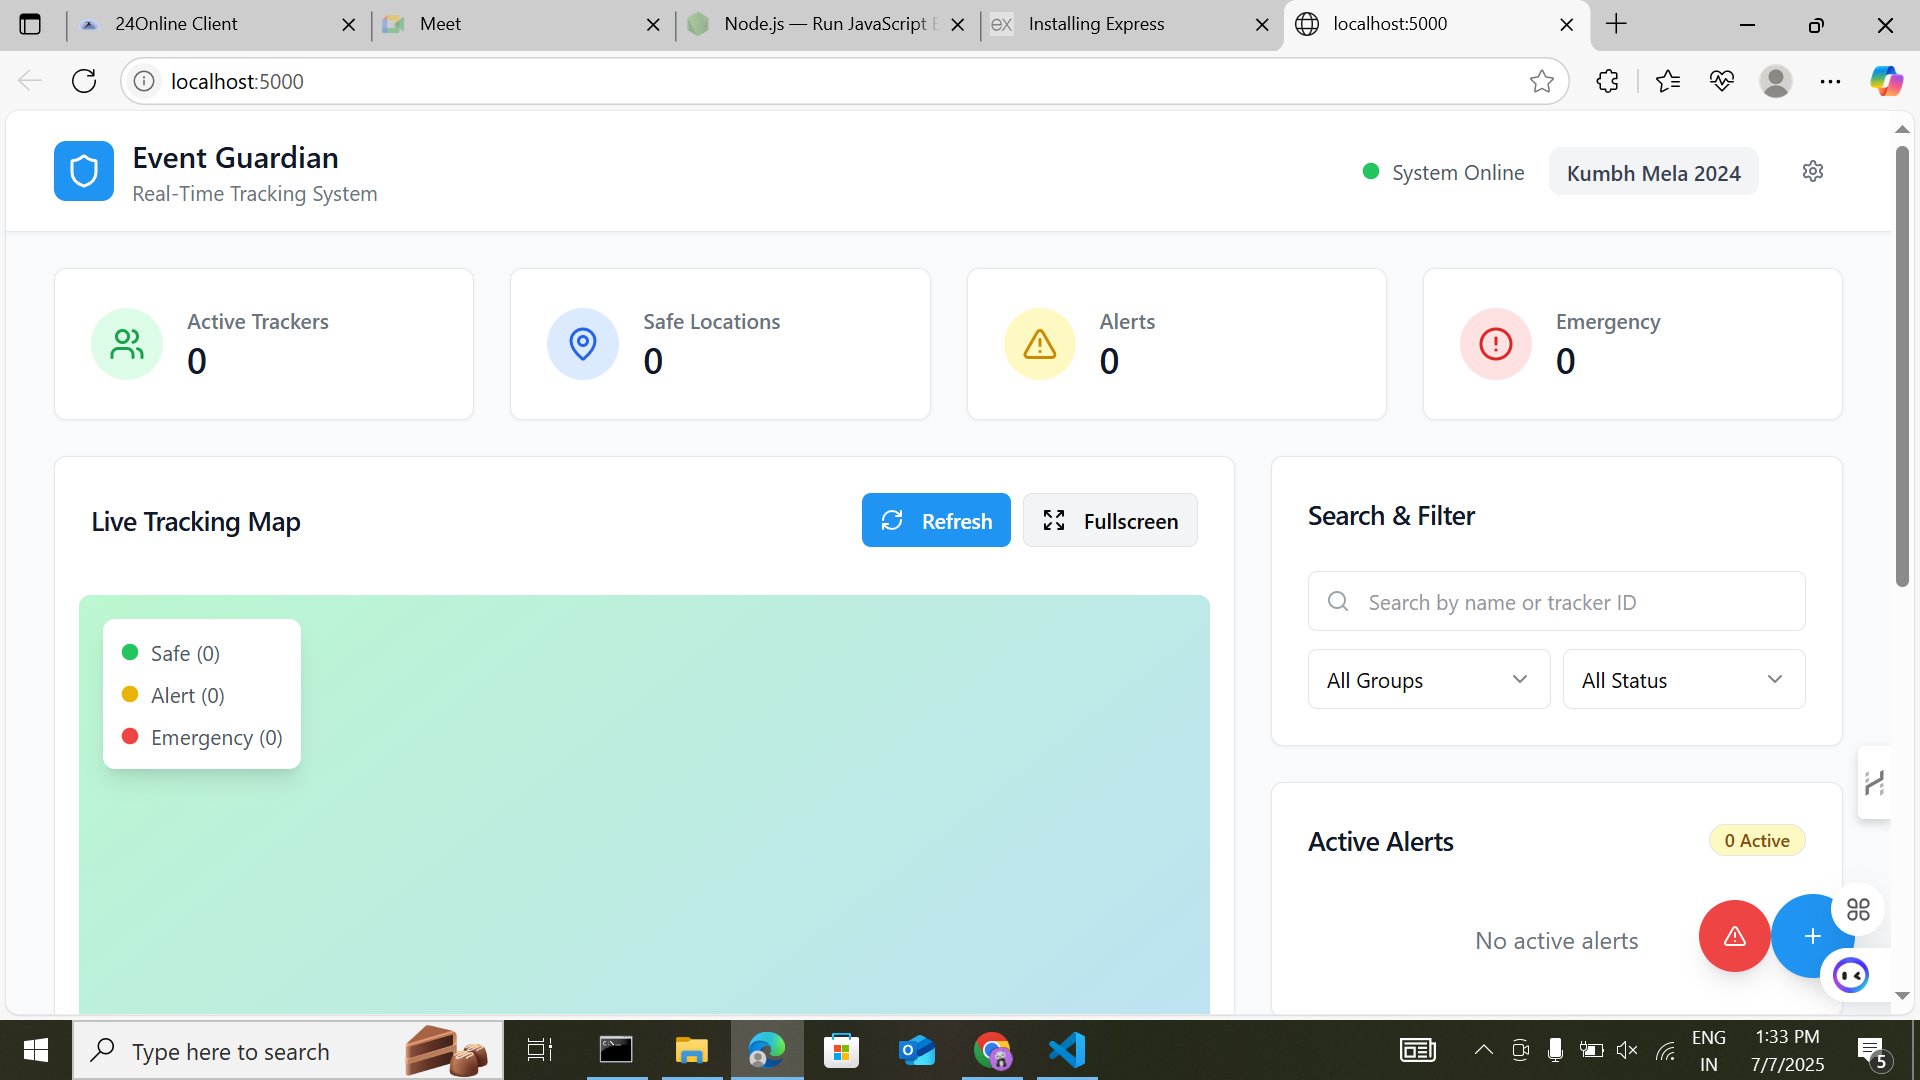 24Online Client
Meet
Node.js — Run JavaScript E
Installing Express
localhost:5000
localhost:5000
Event Guardian
Real-Time Tracking System
System Online
Kumbh Mela 2024
Active Trackers
0
Safe Locations
0
Alerts
0
Emergency
0
Live Tracking Map
Refresh
Fullscreen
Safe (0)
Alert (0)
Emergency (0)
Search & Filter
Search by name or tracker ID
All Groups
All Status
Active Alerts
0 Active
No active alerts
Type here to search
ENG
IN
1:33 PM
7/7/2025
5